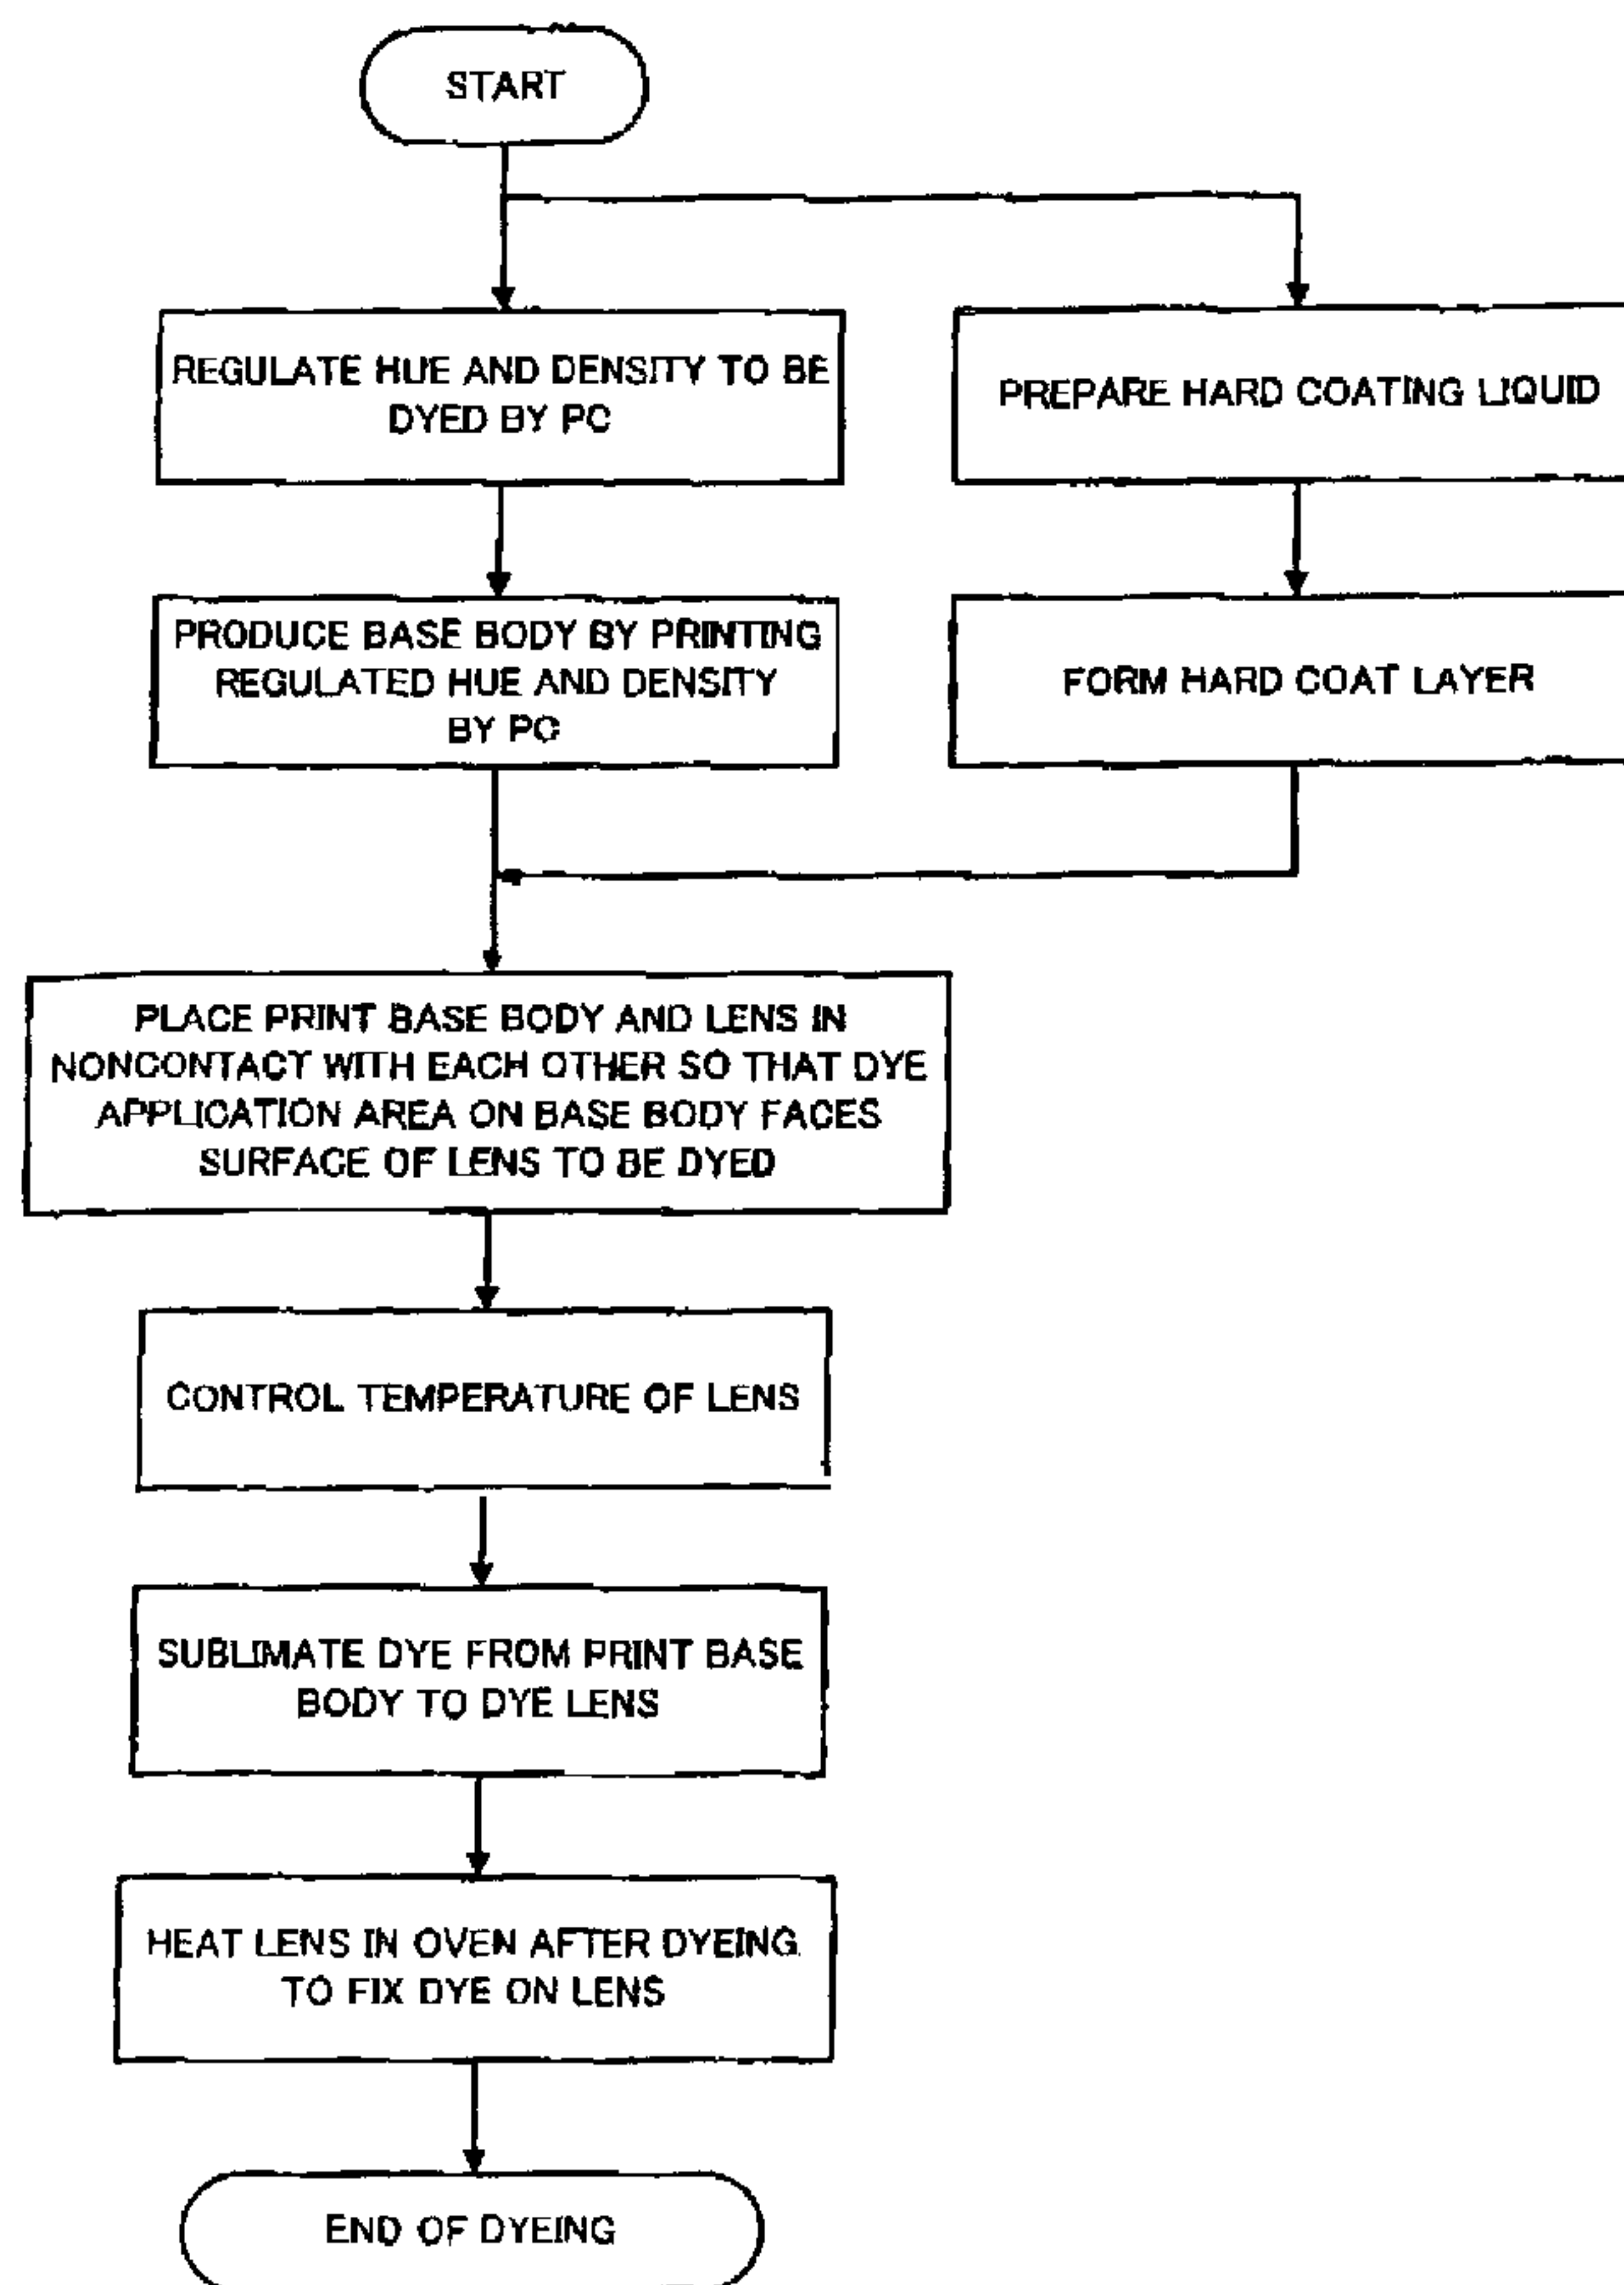 START
REGULATE HUE AND DENSITY TO BE
DYED BY PC
PREPARE HARD COATING LIQUID
PRODUCE BASE BODY BY PRINTING
REGULATED HUE AND DENSITY
BY PC
FORM HARD COAT LAYER
PLACE PRINT BASE BODY AND LENS IN
NONCONTACT WITH EACH OTHER SO THAT DYE
APPLICATION AREA ON BASE BODY FACES
SURFACE OF LENS TO BE DYED
CONTROL TEMPERATURE OF LENS
SUBLIMATE DYE FROM PRINT BASE
BODY TO DYE LENS
HEAT LENS IN OVEN AFTER DYEING
TO FIX DYE ON LENS
END OF DYEING